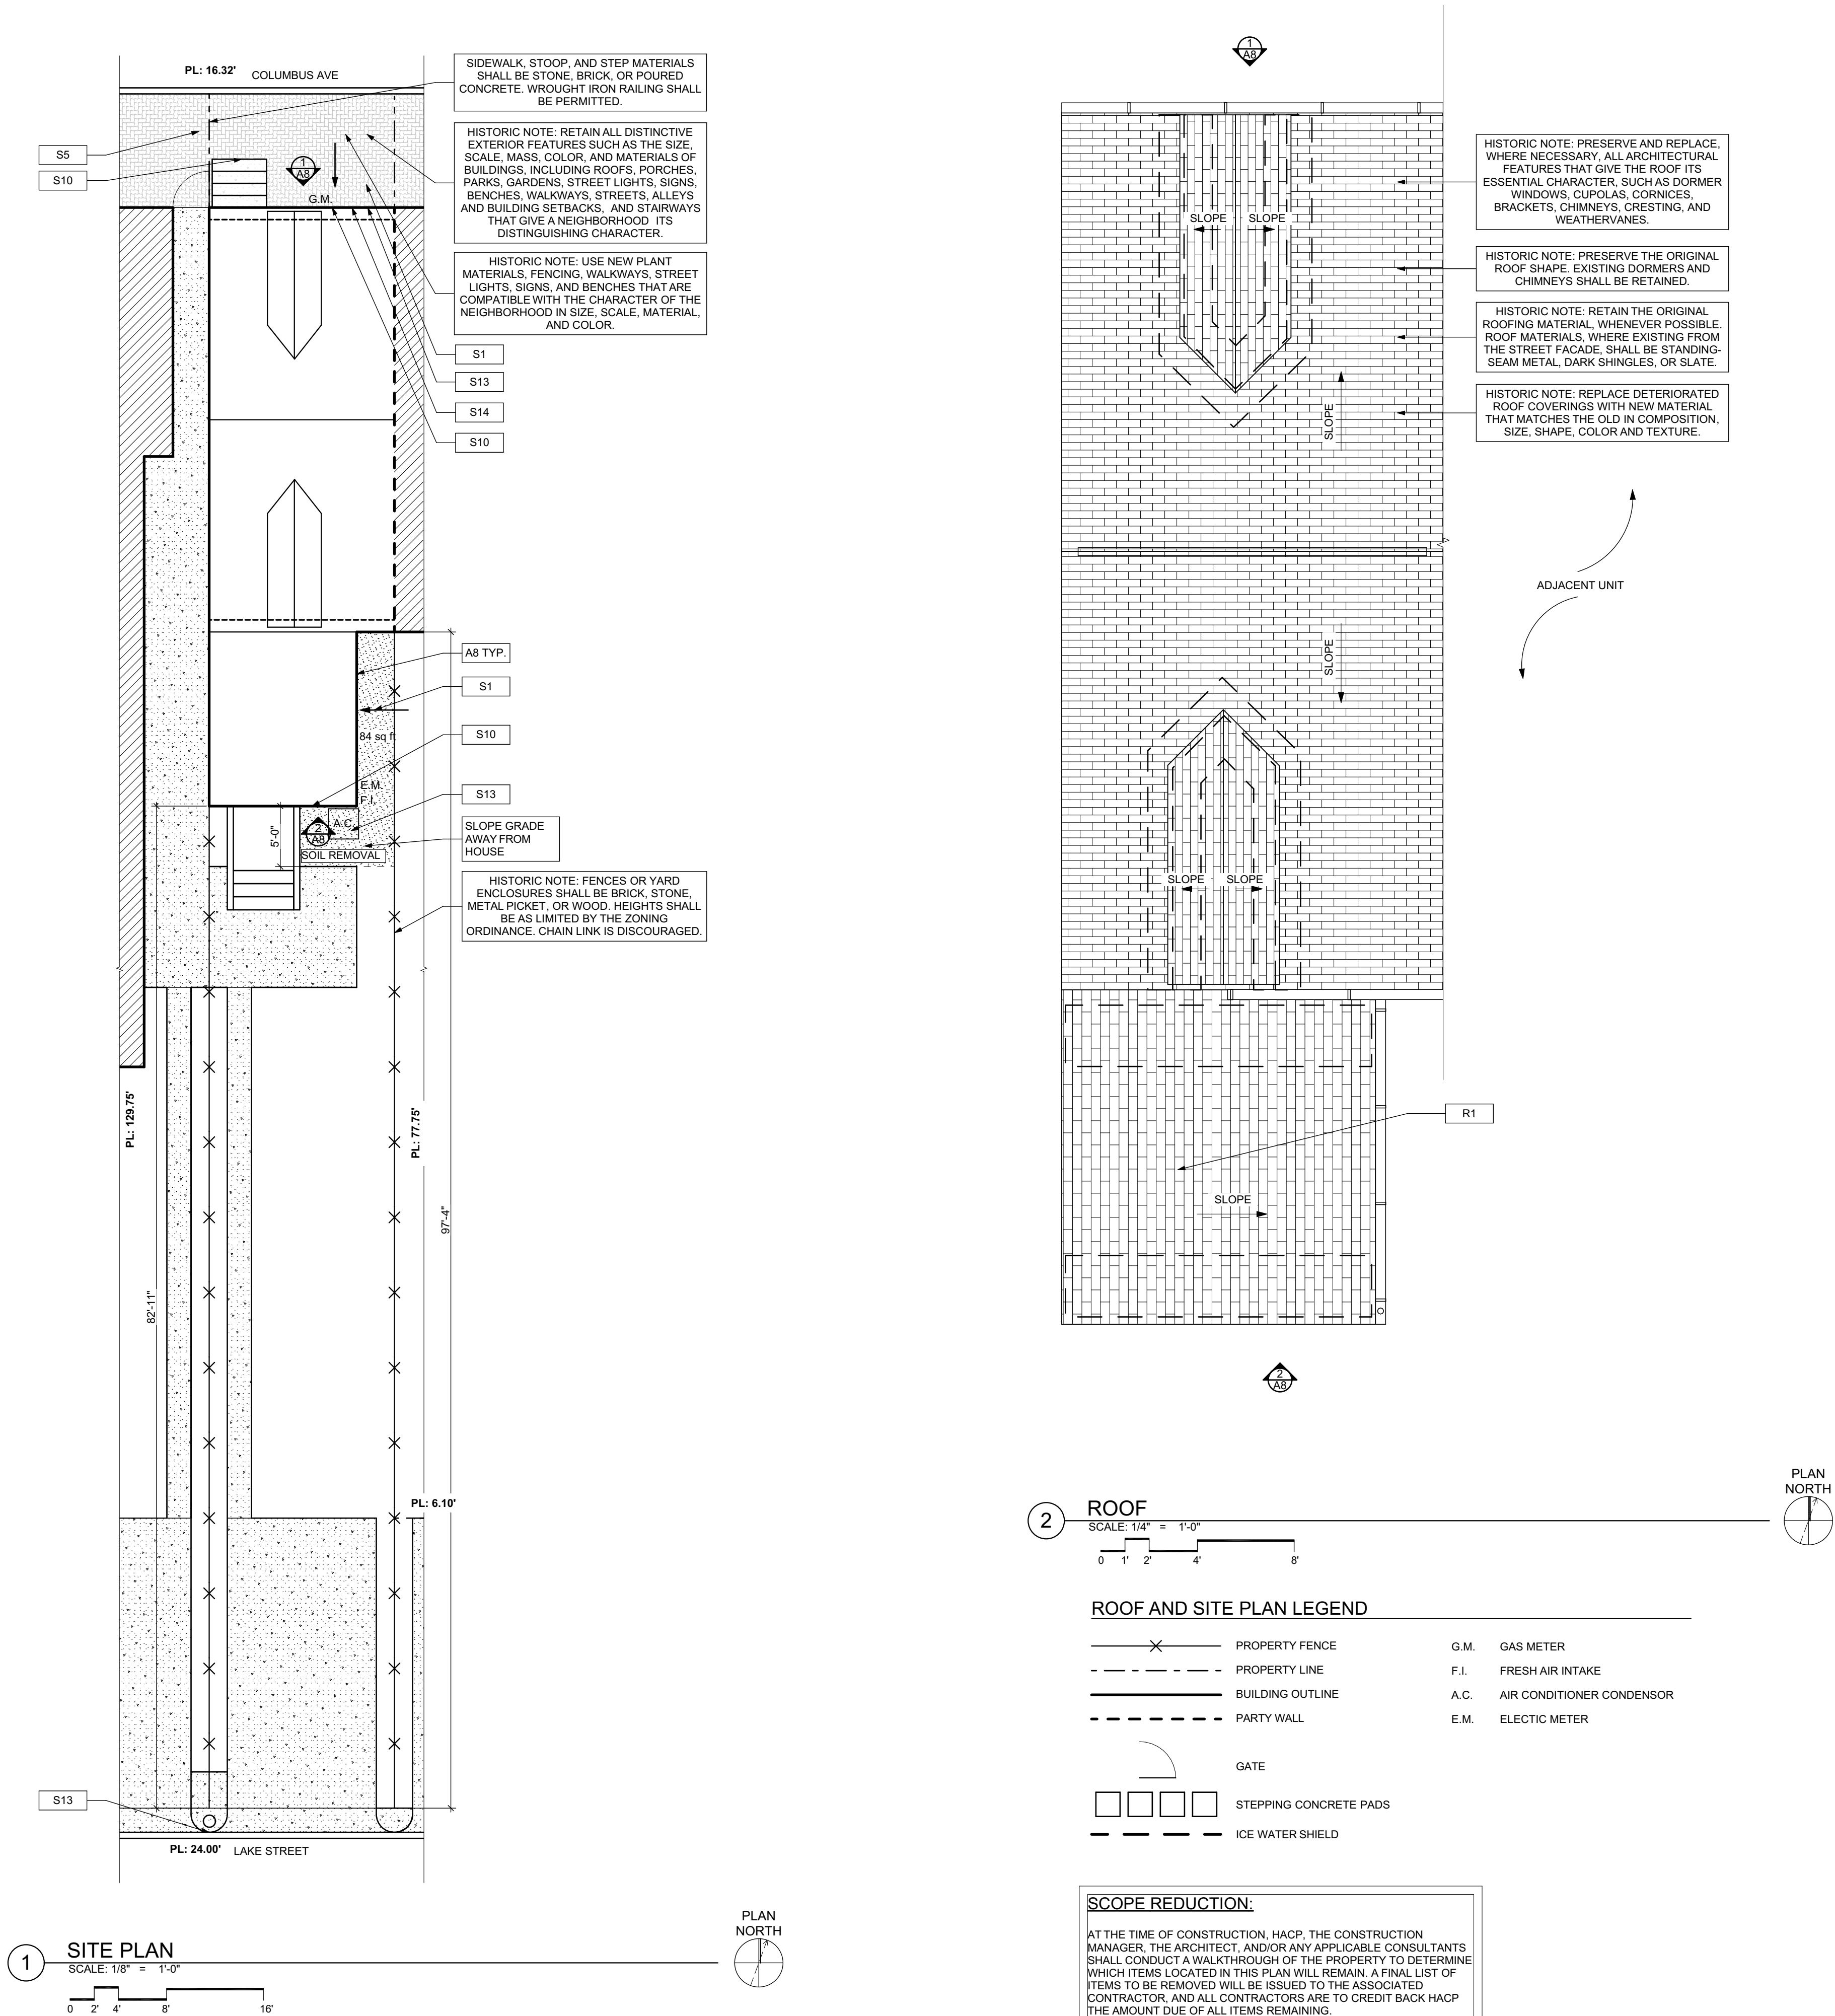 PL: 16.32'
COLUMBUS AVE
SIDEWALK, STOOP, AND STEP MATERIALS
SHALL BE STONE, BRICK, OR POURED
CONCRETE. WROUGHT IRON RAILING SHALL
BE PERMITTED.
HISTORIC NOTE: RETAIN ALL DISTINCTIVE
EXTERIOR FEATURES SUCH AS THE SIZE,
SCALE, MASS, COLOR, AND MATERIALS OF
BUILDINGS, INCLUDING ROOFS, PORCHES,
PARKS, GARDENS, STREET LIGHTS, SIGNS,
BENCHES, WALKWAYS, STREETS, ALLEYS
AND BUILDING SETBACKS, AND STAIRWAYS
THAT GIVE A NEIGHBORHOOD ITS
DISTINGUISHING CHARACTER.
HISTORIC NOTE: USE NEW PLANT
MATERIALS, FENCING, WALKWAYS, STREET
LIGHTS, SIGNS, AND BENCHES THAT ARE
COMPATIBLE WITH THE CHARACTER OF THE
NEIGHBORHOOD IN SIZE, SCALE, MATERIAL,
AND COLOR.
S5
S10
1
A8
G.M.
S1
S13
S14
S10
A8 TYP.
S1
84 sq ft
S10
E.M.
F.I.
S13
A.C.
2
A8
5'-0"
SOIL REMOVAL
SLOPE GRADE
AWAY FROM
HOUSE
HISTORIC NOTE: FENCES OR YARD
ENCLOSURES SHALL BE BRICK, STONE,
METAL PICKET, OR WOOD. HEIGHTS SHALL
BE AS LIMITED BY THE ZONING
ORDINANCE. CHAIN LINK IS DISCOURAGED.
PL: 129.75'
PL: 77.75'
97'-4"
82'-11"
PL: 6.10'
S13
PL: 24.00'
LAKE STREET
1
SITE PLAN
SCALE: 1/8" = 1'-0"
0 2' 4' 8' 16'
PLAN
NORTH
1
A8
HISTORIC NOTE: PRESERVE AND REPLACE,
WHERE NECESSARY, ALL ARCHITECTURAL
FEATURES THAT GIVE THE ROOF ITS
ESSENTIAL CHARACTER, SUCH AS DORMER
WINDOWS, CUPOLAS, CORNICES,
BRACKETS, CHIMNEYS, CRESTING, AND
WEATHERVANES.
HISTORIC NOTE: PRESERVE THE ORIGINAL
ROOF SHAPE. EXISTING DORMERS AND
CHIMNEYS SHALL BE RETAINED.
HISTORIC NOTE: RETAIN THE ORIGINAL
ROOFING MATERIAL, WHENEVER POSSIBLE.
ROOF MATERIALS, WHERE EXISTING FROM
THE STREET FACADE, SHALL BE STANDING-
SEAM METAL, DARK SHINGLES, OR SLATE.
HISTORIC NOTE: REPLACE DETERIORATED
ROOF COVERINGS WITH NEW MATERIAL
THAT MATCHES THE OLD IN COMPOSITION,
SIZE, SHAPE, COLOR AND TEXTURE.
SLOPE SLOPE
SLOPE
ADJACENT UNIT
SLOPE
SLOPE SLOPE
R1
SLOPE
2
A8
2
ROOF
SCALE: 1/4" = 1'-0"
0 1' 2' 4' 8'
PLAN
NORTH
ROOF AND SITE PLAN LEGEND
PROPERTY FENCE
PROPERTY LINE
BUILDING OUTLINE
PARTY WALL
GATE
STEPPING CONCRETE PADS
ICE WATER SHIELD
G.M. GAS METER
F.I. FRESH AIR INTAKE
A.C. AIR CONDITIONER CONDENSOR
E.M. ELECTIC METER
SCOPE REDUCTION:
AT THE TIME OF CONSTRUCTION, HACP, THE CONSTRUCTION
MANAGER, THE ARCHITECT, AND/OR ANY APPLICABLE CONSULTANTS
SHALL CONDUCT A WALKTHROUGH OF THE PROPERTY TO DETERMINE
WHICH ITEMS LOCATED IN THIS PLAN WILL REMAIN. A FINAL LIST OF
ITEMS TO BE REMOVED WILL BE ISSUED TO THE ASSOCIATED
CONTRACTOR, AND ALL CONTRACTORS ARE TO CREDIT BACK HACP
THE AMOUNT DUE OF ALL ITEMS REMAINING.